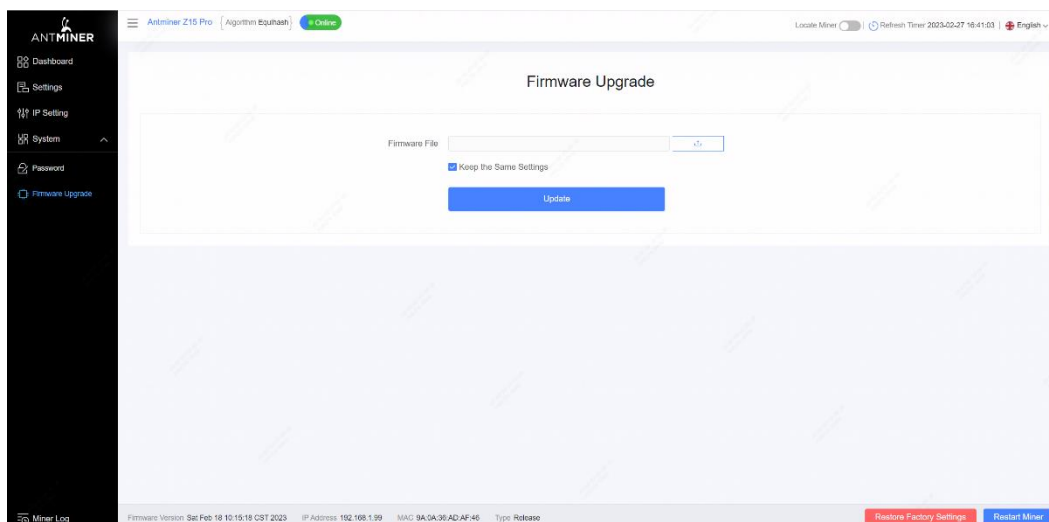 ANTMINER
Antminer Z15 Pro { Algorithm Equihash } Online
Locate Miner Refresh Timer 2023-02-27 16:41:03 English
Dashboard
Settings
IP Setting
System
Password
Firmware Upgrade
Firmware Upgrade
Firmware File
Keep the Same Settings
Update
Miner Log
Firmware Version Sat Feb 18 10:15:18 CST 2023 IP Address 192.168.1.99 MAC 9A:0A:36:AD:AF:46 Type Release
Restore Factory Settings
Restart Miner